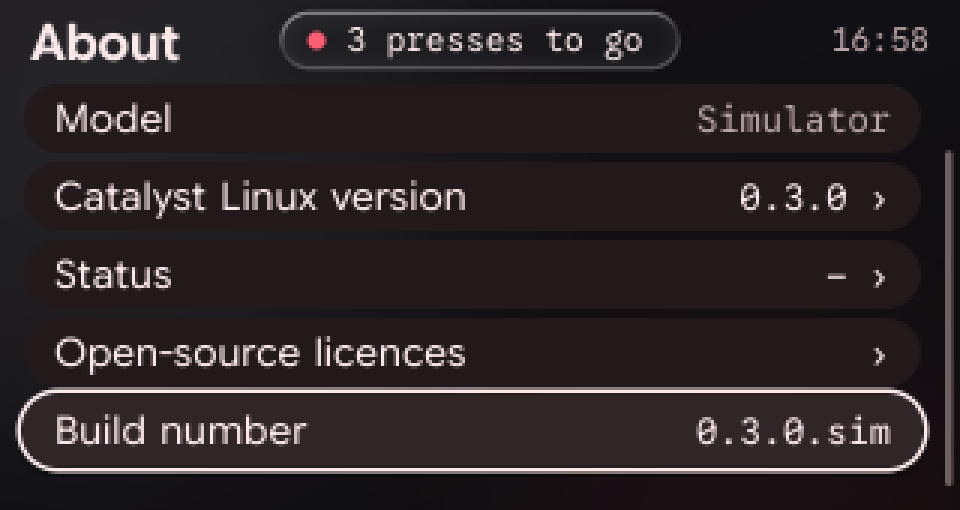 About
3 presses to go
16:58
Model Simulator
Catalyst Linux version 0.3.0 ›
Status – ›
Open-source licences ›
Build number 0.3.0.sim